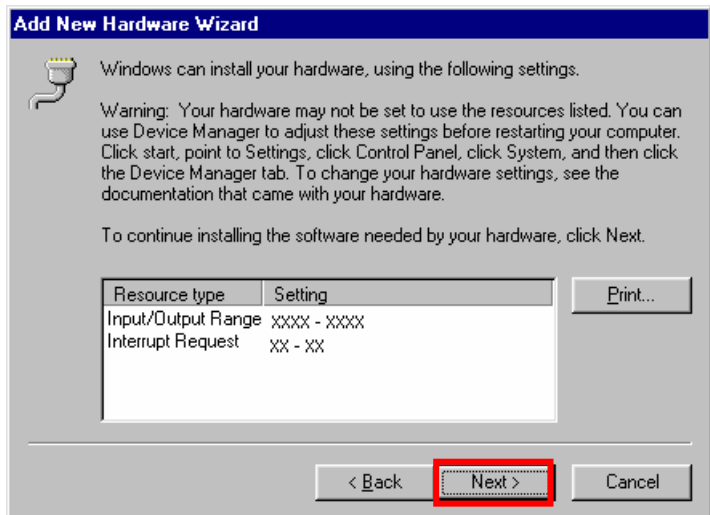 Add New Hardware Wizard
Windows can install your hardware, using the following settings.
Warning: Your hardware may not be set to use the resources listed. You can
use Device Manager to adjust these settings before restarting your computer.
Click start, point to Settings, click Control Panel, click System, and then click
the Device Manager tab. To change your hardware settings, see the
documentation that came with your hardware.
To continue installing the software needed by your hardware, click Next.
Resource type Setting
Input/Output Range xxxx - xxxx
Interrupt Request xx - xx
Print...
< Back Next > Cancel